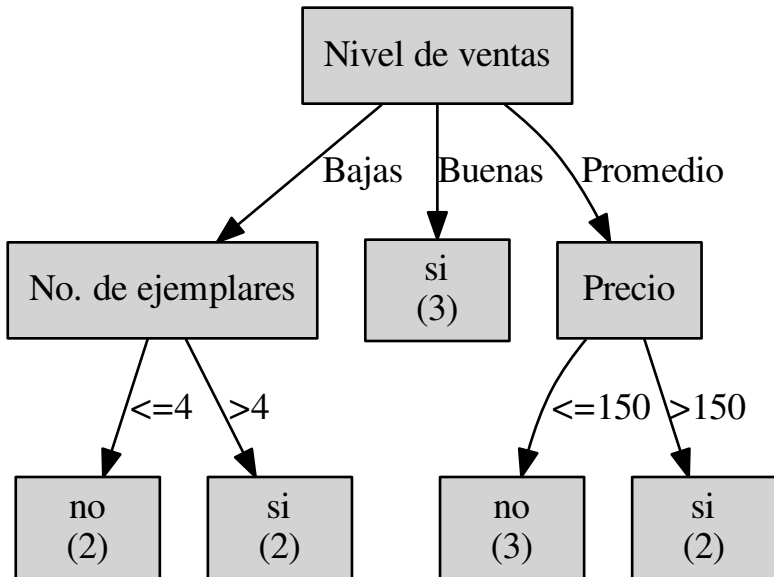 Nivel de ventas
Bajas
Buenas
Promedio
No. de ejemplares
si
(3)
Precio
<=4
>4
<=150
>150
no
(2)
si
(2)
no
(3)
si
(2)